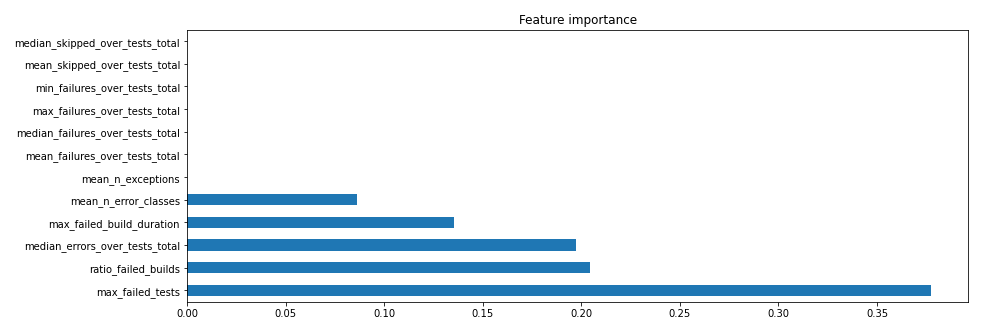 Feature importance
median_skipped_over_tests_total
mean_skipped_over_tests_total
min_failures_over_tests_total
max_failures_over_tests_total
median_failures_over_tests_total
mean_failures_over_tests_total
mean_n_exceptions
mean_n_error_classes
max_failed_build_duration
median_errors_over_tests_total
ratio_failed_builds
max_failed_tests
0.00 0.05 0.10 0.15 0.20 0.25 0.30 0.35